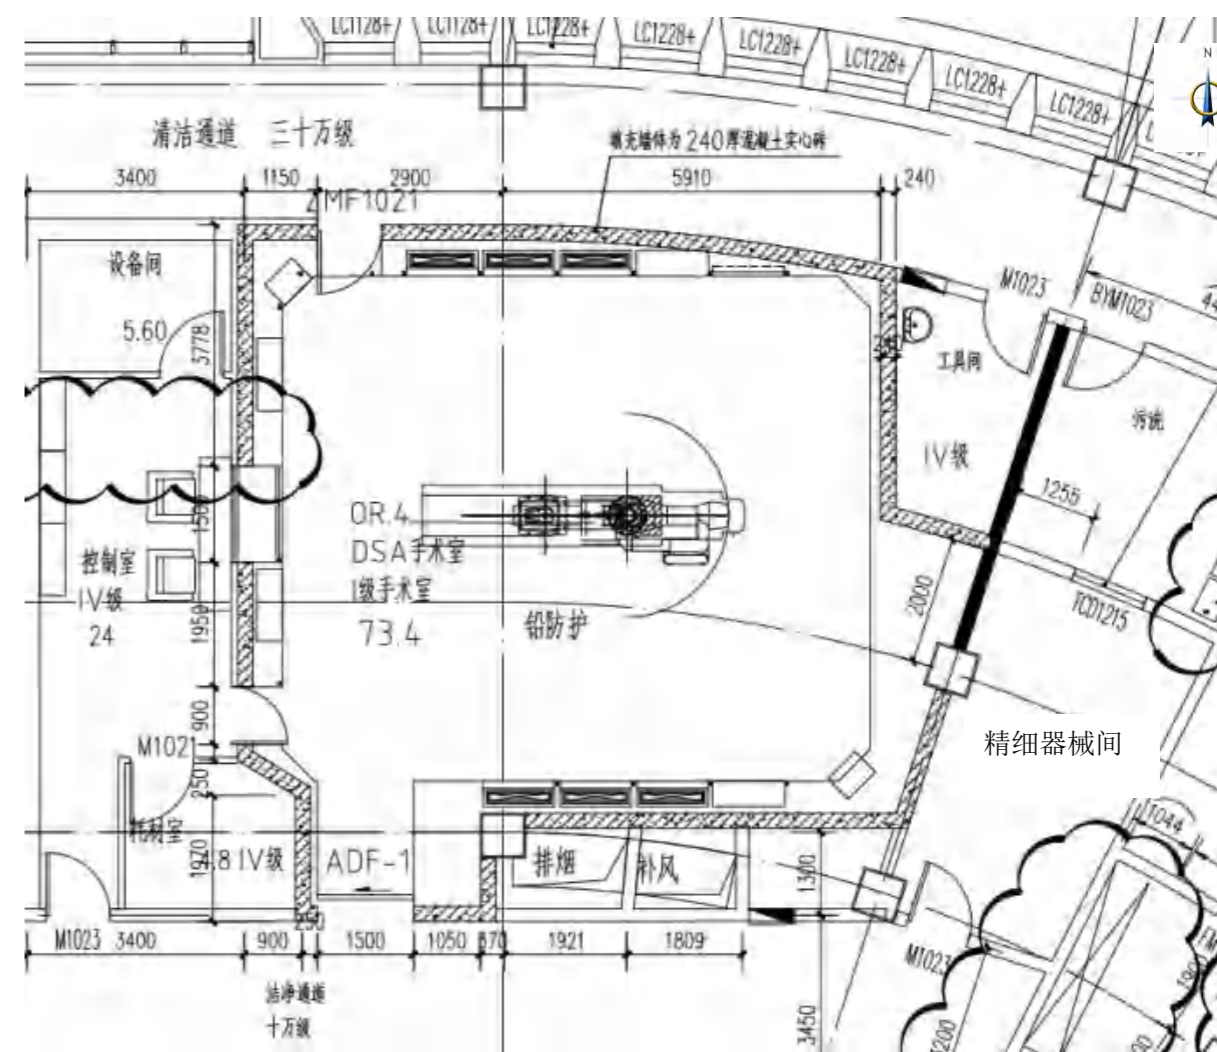 LC1128+
LC1128+
LC1228+
LC1228+
LC1228+
LC1228+
LC1228+
LC1228+
N
清洁通道 三十万级
填充墙体为240厚混凝土实心砖
3400
1150
2900
5910
240
MF1021
设备间
5.60
3778
M1023
BYM1023
工具间
污洗
IV级
1255
1500
OR.4
DSA手术室
I级手术室
73.4
控制室
IV级
24
1950
铅防护
2000
TCD1215
900
M1021
250
精细器械间
耗材室
4.8 IV级
1970
ADF-1
排烟
补风
1300
1044
250
M1023
3400
900
1500
1050
370
1921
1809
M1023
洁净通道
十万级
3450